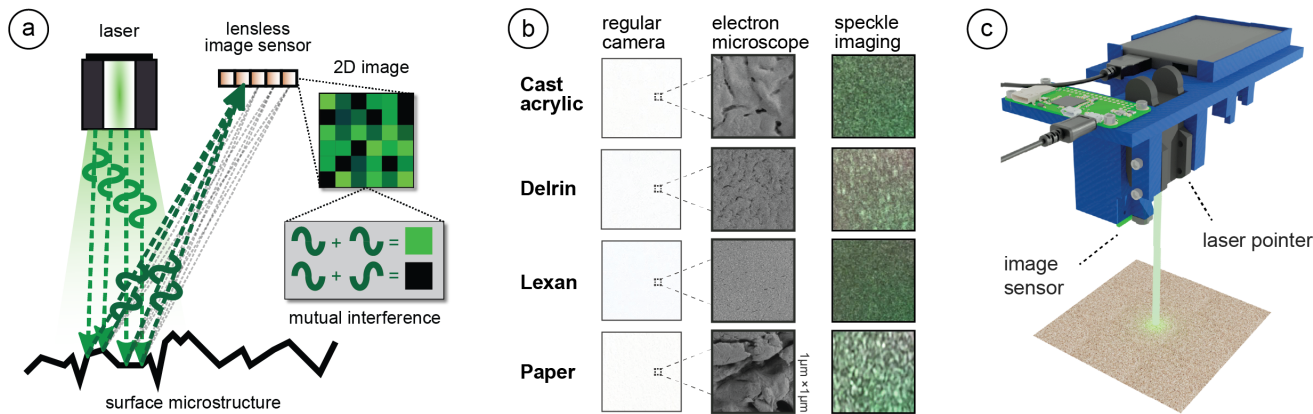 a
laser
lensless
image sensor
2D image
+ =
+ =
mutual interference
surface microstructure
b
regular
camera
electron
microscope
speckle
imaging
Cast
acrylic
Delrin
Lexan
Paper
1µm×1µm
c
laser pointer
image
sensor